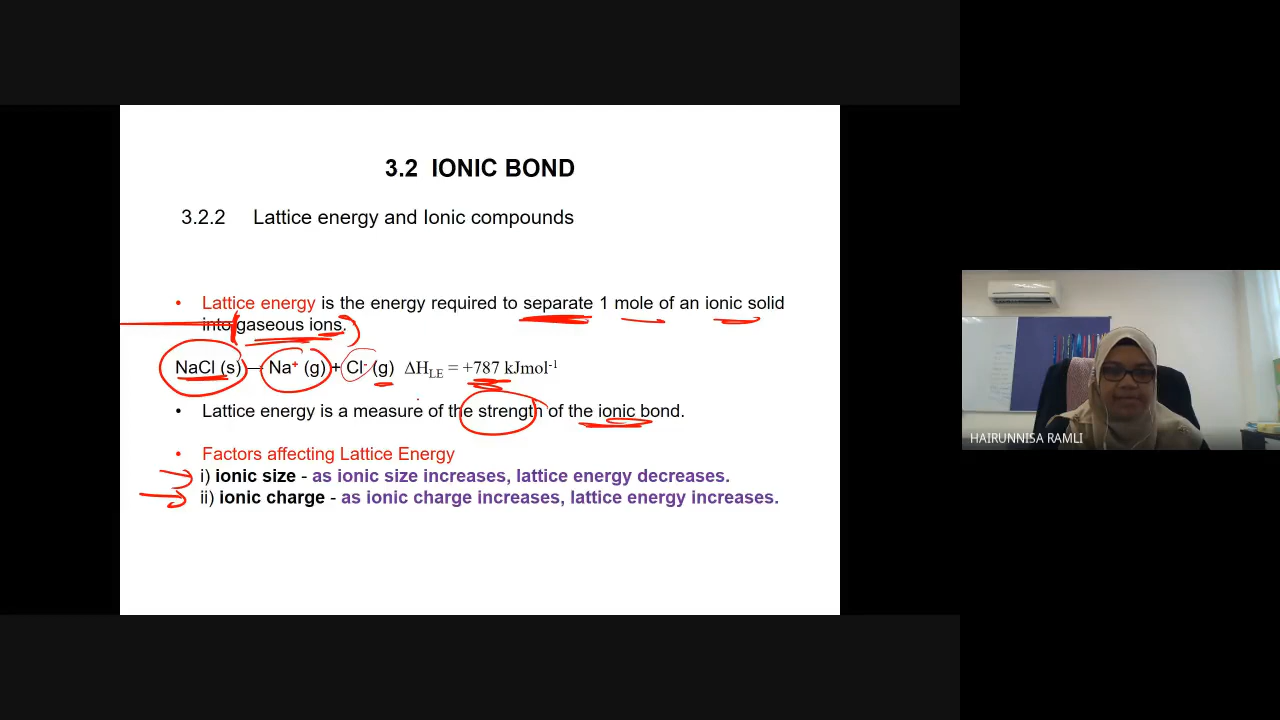 3.2 IONIC BOND
3.2.2 Lattice energy and Ionic compounds
• Lattice energy is the energy required to separate 1 mole of an ionic solid
into gaseous ions.
NaCl (s) → Na⁺ (g) + Cl⁻ (g) ΔH_LE = +787 kJmol⁻¹
• Lattice energy is a measure of the strength of the ionic bond.
• Factors affecting Lattice Energy
i) ionic size - as ionic size increases, lattice energy decreases.
ii) ionic charge - as ionic charge increases, lattice energy increases.
HAIRUNNISA RAMLI